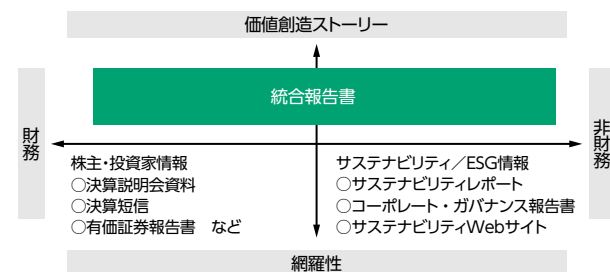 価値創造ストーリー
統合報告書
財務
非財務
株主・投資家情報
○決算説明会資料
○決算短信
○有価証券報告書　など
サステナビリティ／ESG情報
○サステナビリティレポート
○コーポレート・ガバナンス報告書
○サステナビリティWebサイト
網羅性